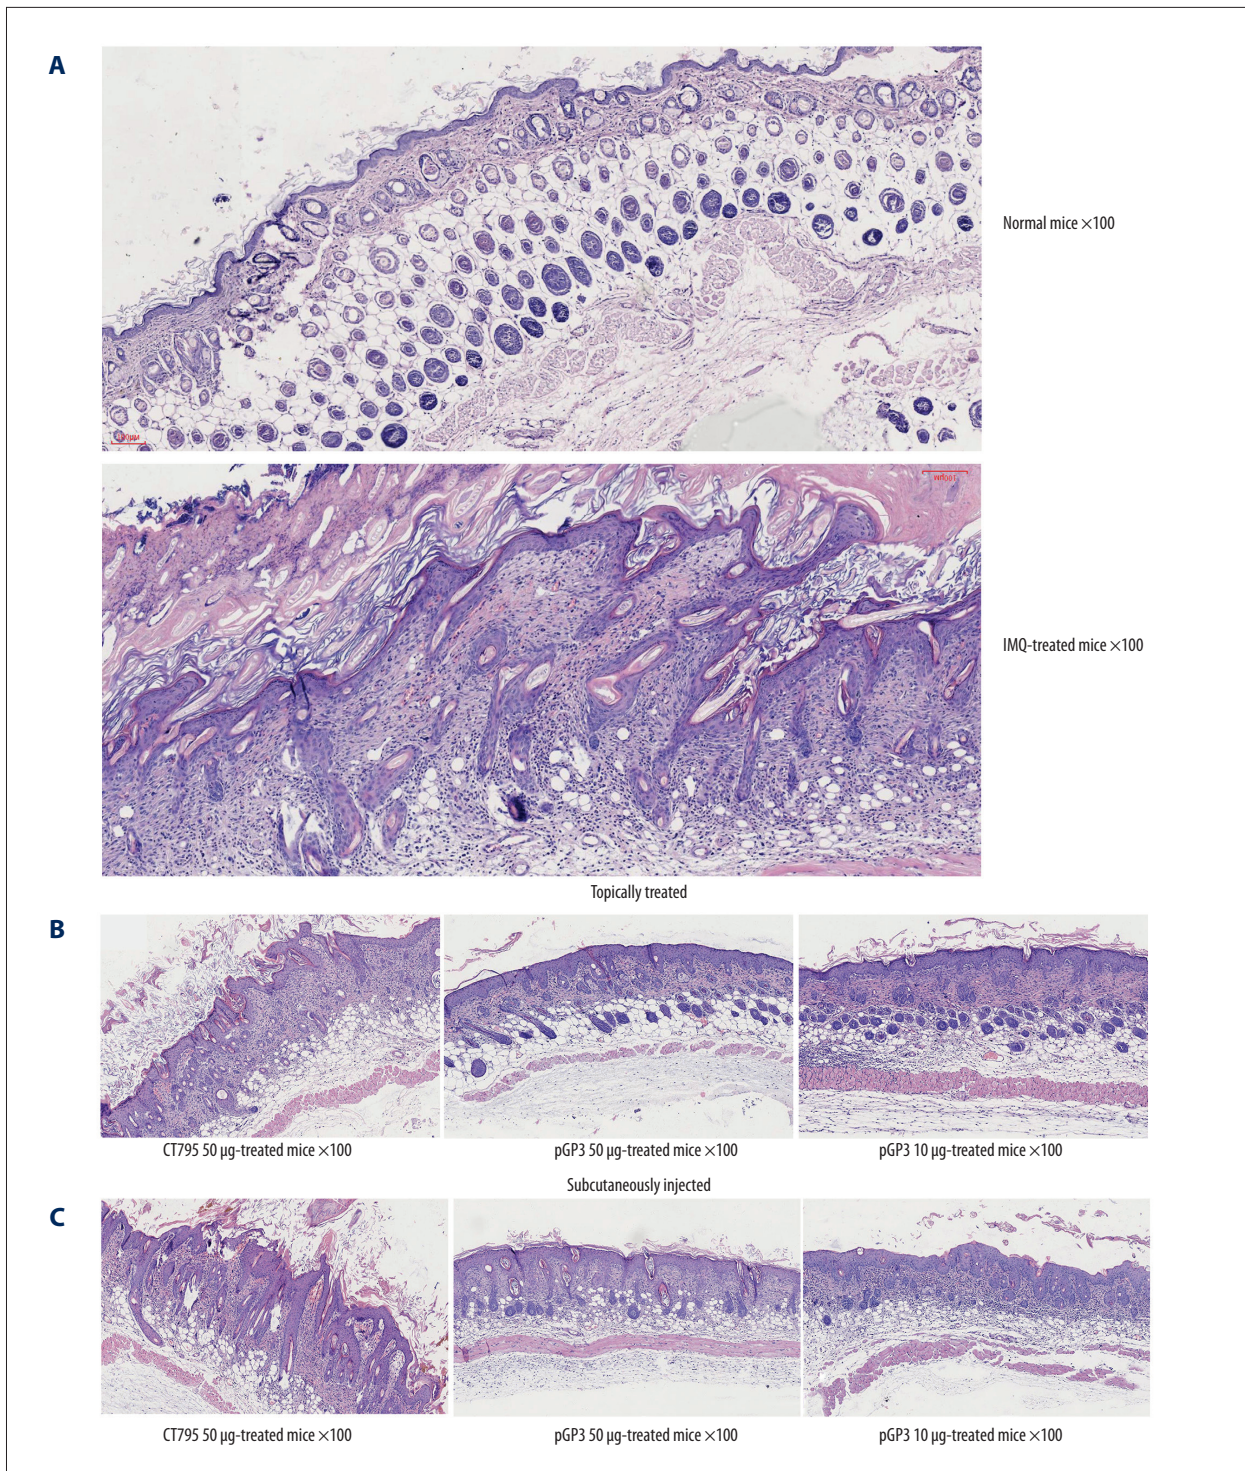 A
Normal mice ×100
100µM
IMQ-treated mice ×100
Topically treated
B
CT795 50 µg-treated mice ×100
pGP3 50 µg-treated mice ×100
pGP3 10 µg-treated mice ×100
Subcutaneously injected
C
CT795 50 µg-treated mice ×100
pGP3 50 µg-treated mice ×100
pGP3 10 µg-treated mice ×100